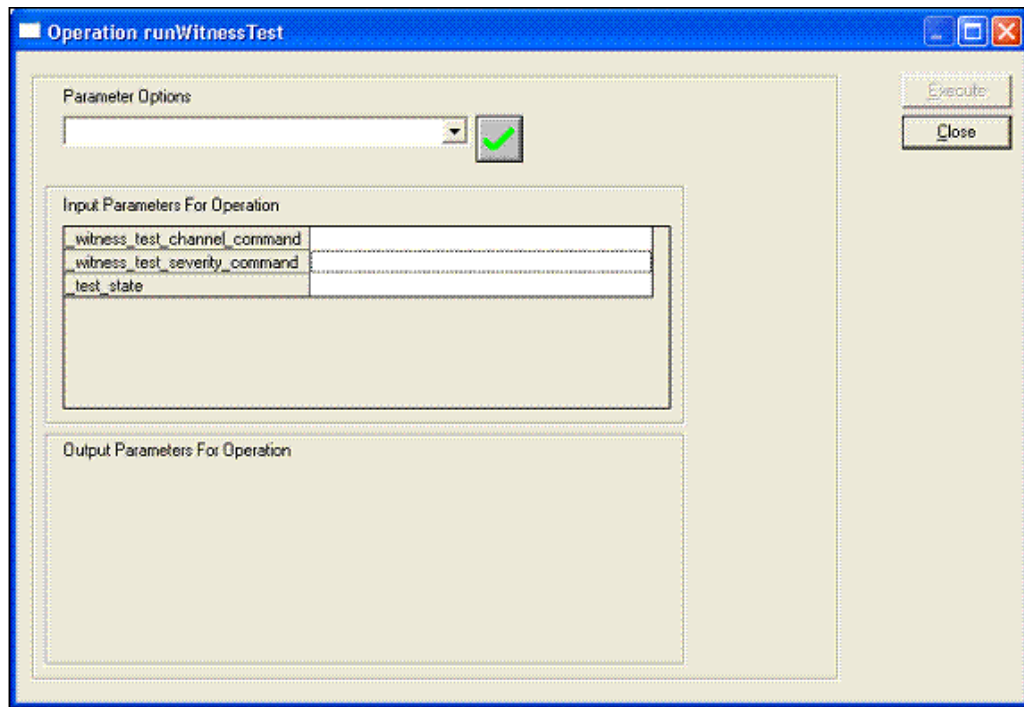 Operation runWitnessTest
Parameter Options
Execute
Close
Input Parameters For Operation
_witness_test_channel_command
_witness_test_severity_command
_test_state
Output Parameters For Operation